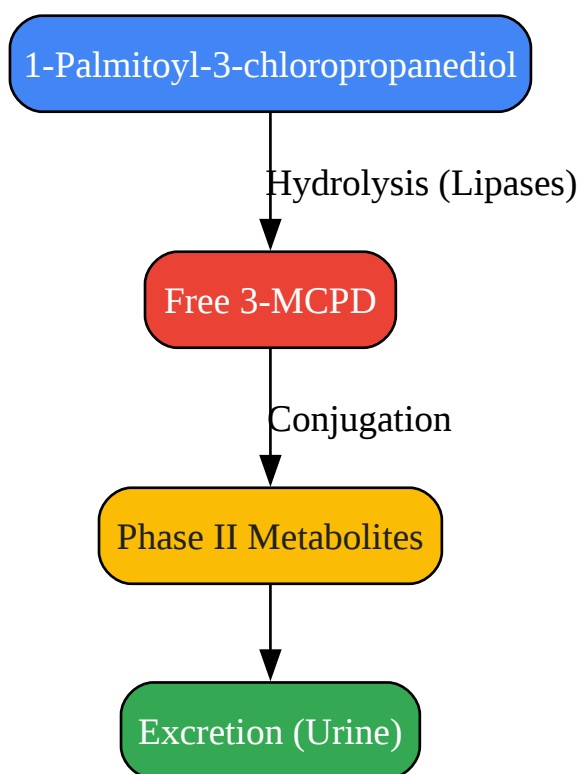 1-Palmitoyl-3-chloropropanediol
Hydrolysis (Lipases)
Free 3-MCPD
Conjugation
Phase II Metabolites
Excretion (Urine)